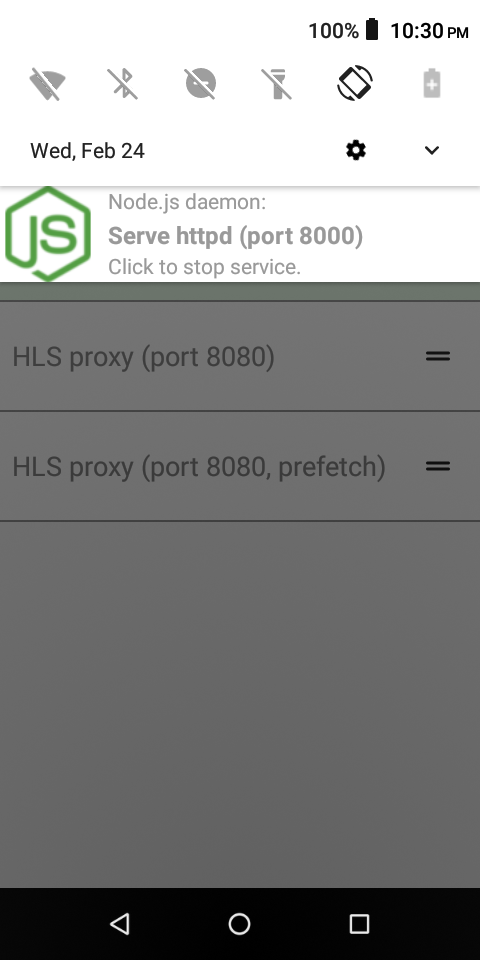 100% 10:30 PM
Wed, Feb 24
JS
Node.js daemon:
Serve httpd (port 8000)
Click to stop service.
HLS proxy (port 8080)
HLS proxy (port 8080, prefetch)